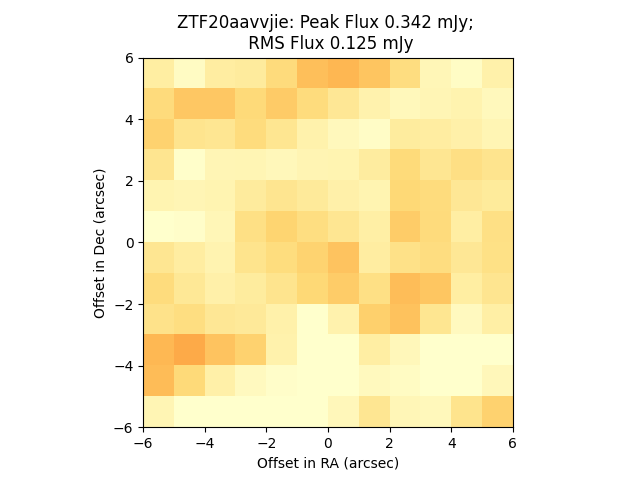 ZTF20aavvjie: Peak Flux 0.342 mJy;
RMS Flux 0.125 mJy
6
4
2
0
−2
−4
−6
Offset in Dec (arcsec)
−6 −4 −2 0 2 4 6
Offset in RA (arcsec)